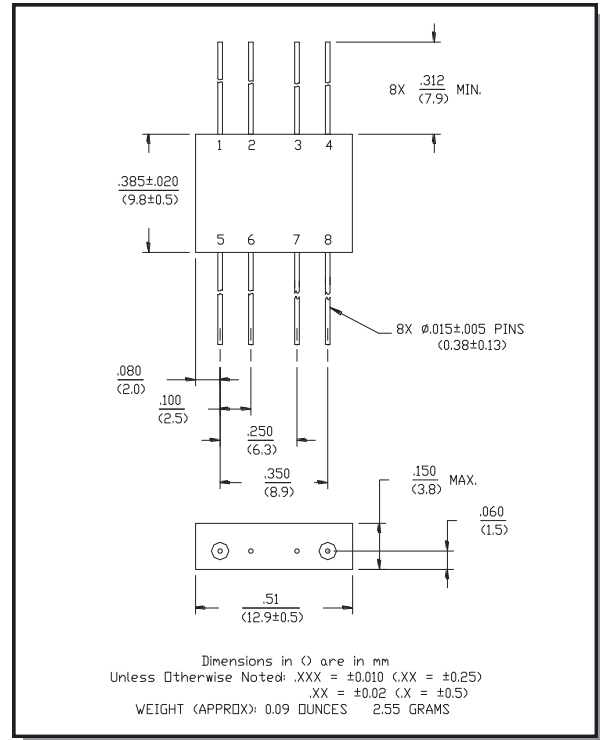 8X .312 MIN.
(7.9)
1 2 3 4
.385±.020
(9.8±0.5)
5 6 7 8
8X Ø.015±.005 PINS
(0.38±0.13)
.080
(2.0)
.100
(2.5)
.250
(6.3)
.350
(8.9)
.150 MAX.
(3.8)
.060
(1.5)
.51
(12.9±0.5)
Dimensions in () are in mm
Unless Otherwise Noted: .XXX = ±0.010 (.XX = ±0.25)
.XX = ±0.02 (.X = ±0.5)
WEIGHT (APPROX): 0.09 OUNCES 2.55 GRAMS